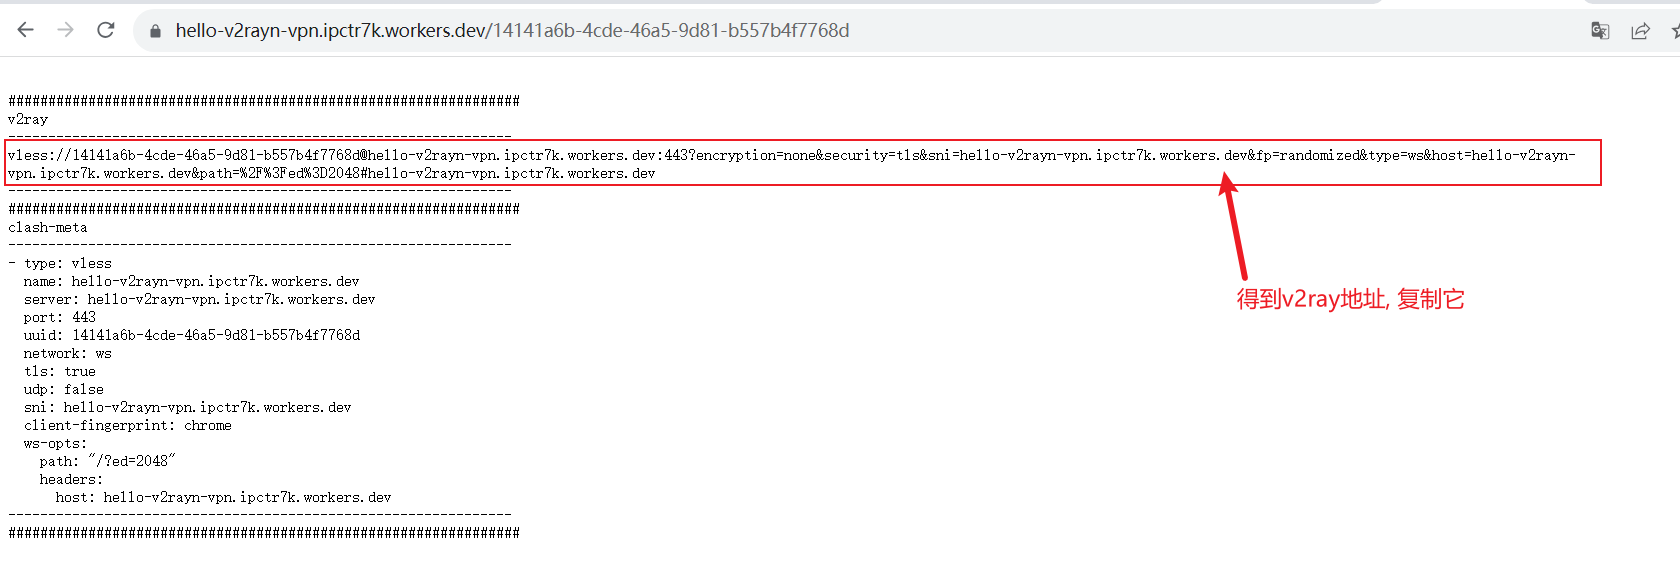 hello-v2rayn-vpn.ipctr7k.workers.dev/14141a6b-4cde-46a5-9d81-b557b4f7768d
################################################################
v2ray
---------------------------------------------------------------
vless://14141a6b-4cde-46a5-9d81-b557b4f7768d@hello-v2rayn-vpn.ipctr7k.workers.dev:443?encryption=none&security=tls&sni=hello-v2rayn-vpn.ipctr7k.workers.dev&fp=randomized&type=ws&host=hello-v2rayn-
vpn.ipctr7k.workers.dev&path=%2F%3Fed%3D2048#hello-v2rayn-vpn.ipctr7k.workers.dev
---------------------------------------------------------------
################################################################
clash-meta
---------------------------------------------------------------
- type: vless
  name: hello-v2rayn-vpn.ipctr7k.workers.dev
  server: hello-v2rayn-vpn.ipctr7k.workers.dev
得到v2ray地址, 复制它
  port: 443
  uuid: 14141a6b-4cde-46a5-9d81-b557b4f7768d
  network: ws
  tls: true
  udp: false
  sni: hello-v2rayn-vpn.ipctr7k.workers.dev
  client-fingerprint: chrome
  ws-opts:
    path: "/?ed=2048"
    headers:
      host: hello-v2rayn-vpn.ipctr7k.workers.dev
---------------------------------------------------------------
################################################################